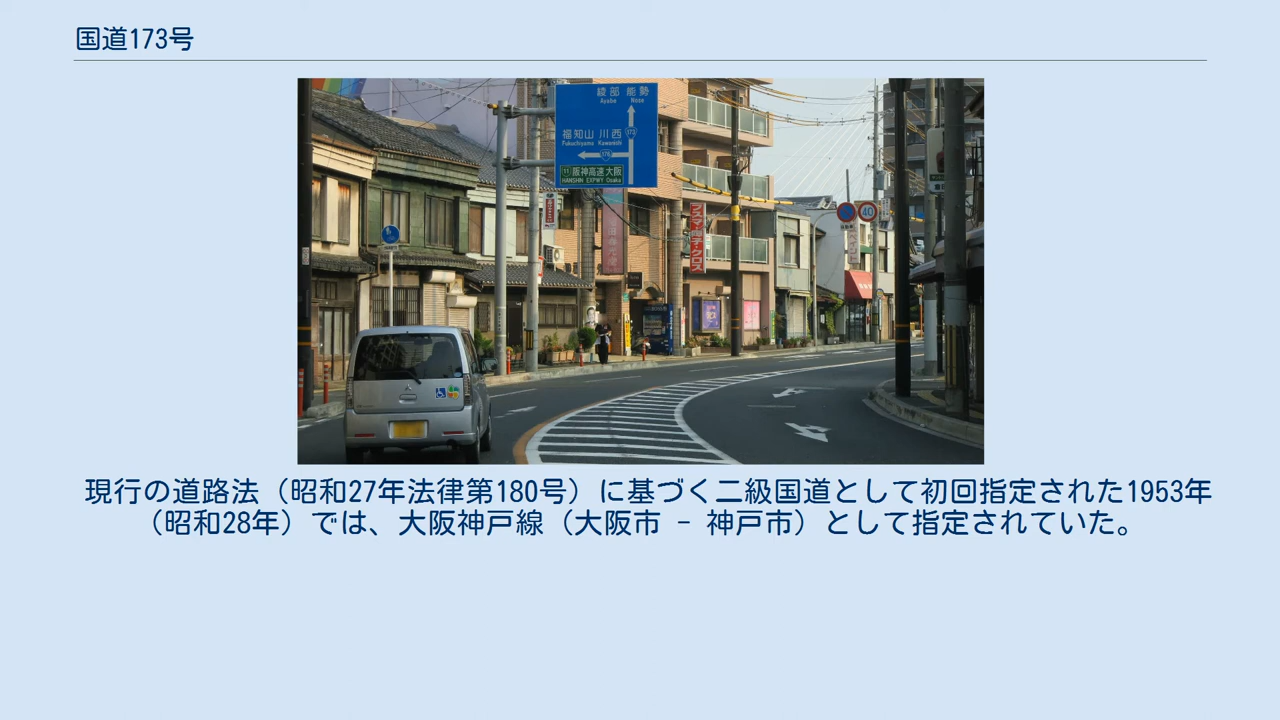 国道173号
綾部 能勢
Ayabe Nose
173
福知山 川西
Fukuchiyama Kawanishi
176
11 阪神高速大阪
HANSHIN EXPWY Osaka
40
現行の道路法（昭和27年法律第180号）に基づく二級国道として初回指定された1953年
（昭和28年）では、大阪神戸線（大阪市 - 神戸市）として指定されていた。